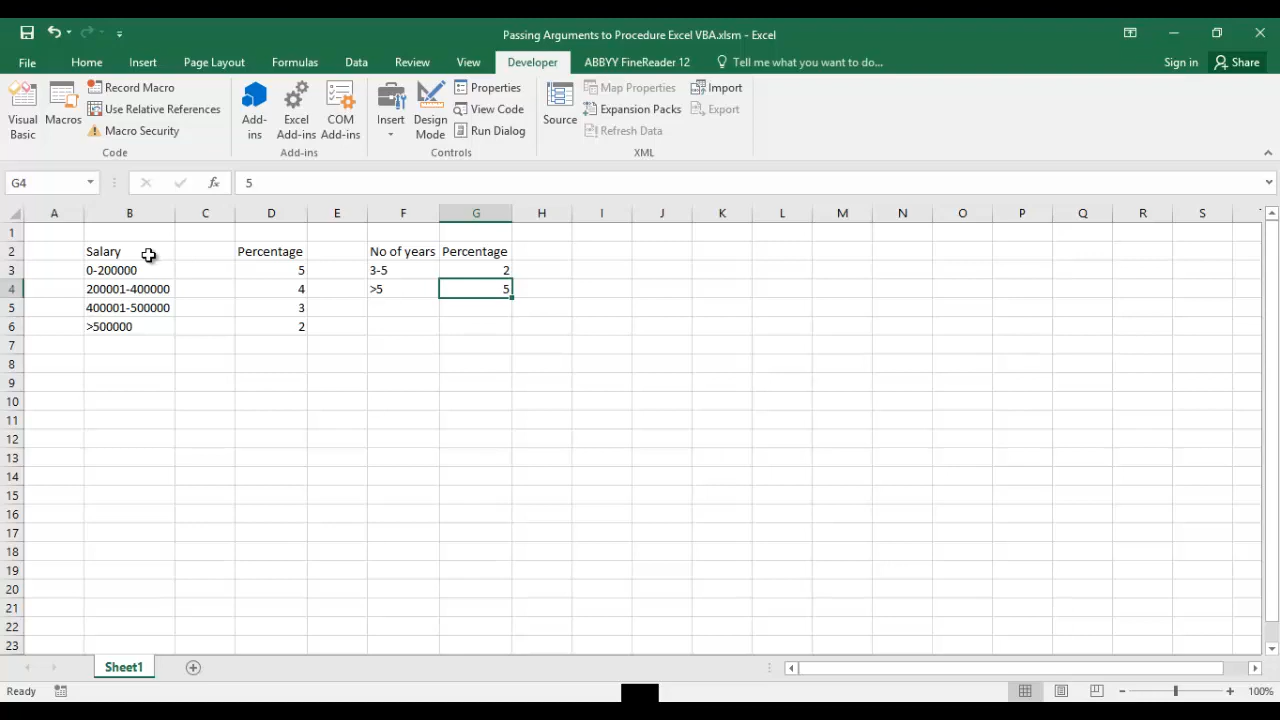 Passing Arguments to Procedure Excel VBA.xlsm - Excel
File Home Insert Page Layout Formulas Data Review View Developer ABBYY FineReader 12 Tell me what you want to do... Sign in Share
Visual Basic
Macros
Record Macro
Use Relative References
Macro Security
Code
Add-ins
Excel Add-ins
COM Add-ins
Add-ins
Insert
Design Mode
Properties
View Code
Run Dialog
Controls
Source
Map Properties
Expansion Packs
Refresh Data
Import
Export
XML
G4 fx 5
A B C D E F G H I J K L M N O P Q R S
1
2 Salary Percentage No of years Percentage
3 0-200000 5 3-5 2
4 200001-400000 4 >5 5
5 400001-500000 3
6 >500000 2
7
8
9
10
11
12
13
14
15
16
17
18
19
20
21
22
23
Sheet1
Ready 100%